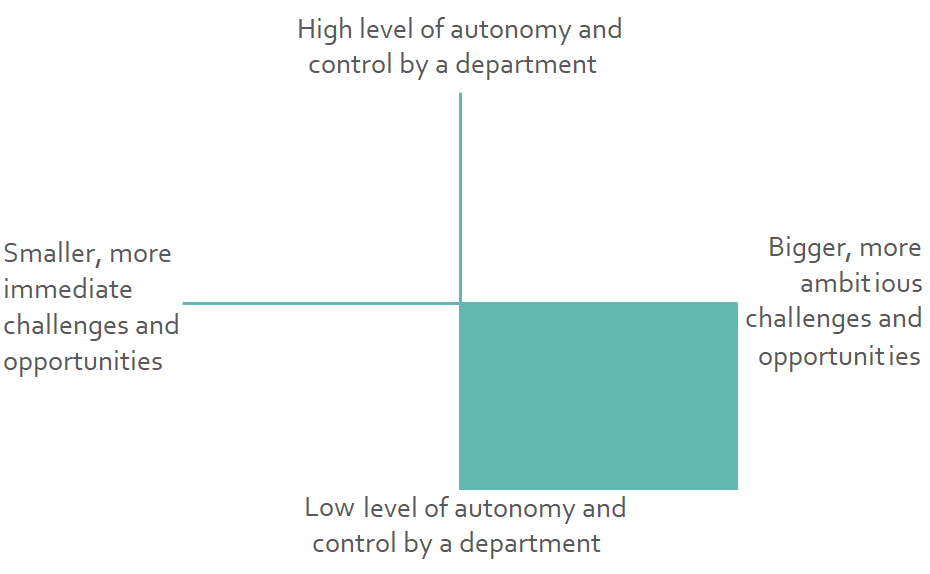 High level of autonomy and
control by a department
Smaller, more
immediate
challenges and
opportunities
Bigger, more
ambitious
challenges and
opportunities
Low level of autonomy and
control by a department